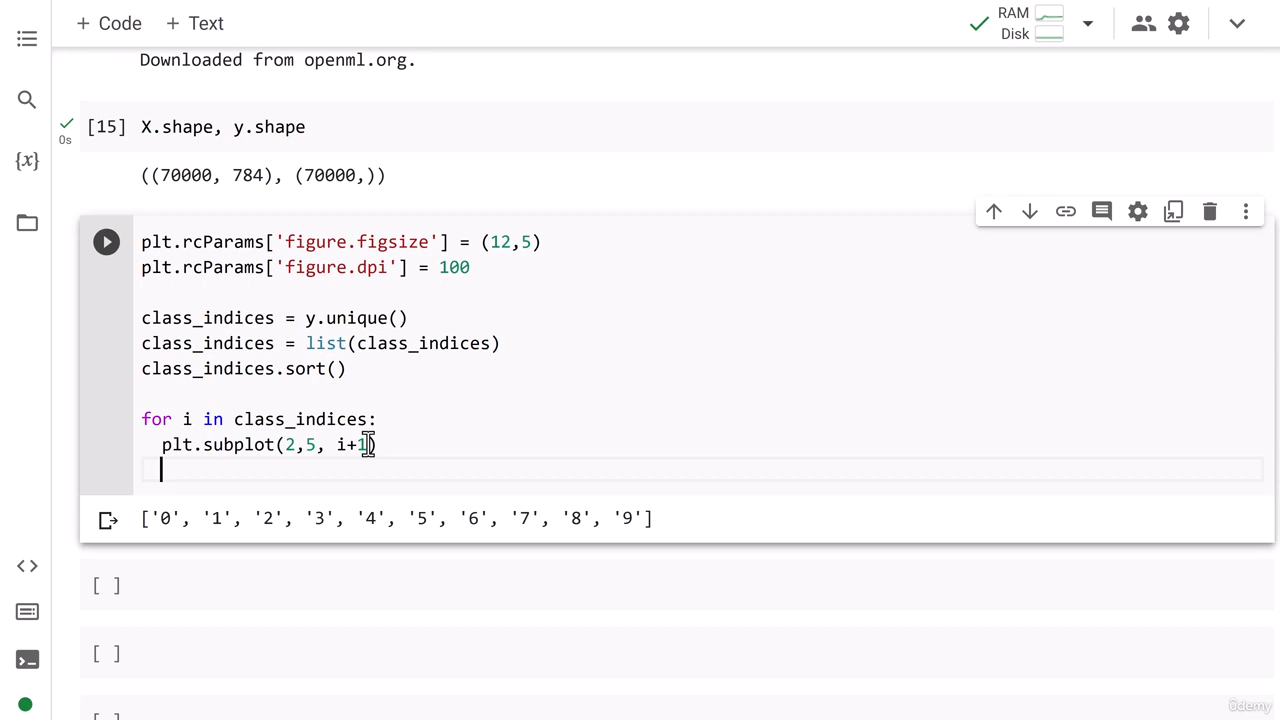 + Code + Text
RAM
Disk
Downloaded from openml.org.
[15] X.shape, y.shape
0s
((70000, 784), (70000,))
{x}
plt.rcParams['figure.figsize'] = (12,5)
plt.rcParams['figure.dpi'] = 100
class_indices = y.unique()
class_indices = list(class_indices)
class_indices.sort()
for i in class_indices:
plt.subplot(2,5, i+1)
['0', '1', '2', '3', '4', '5', '6', '7', '8', '9']
[ ]
[ ]
[ ]
ûdemy